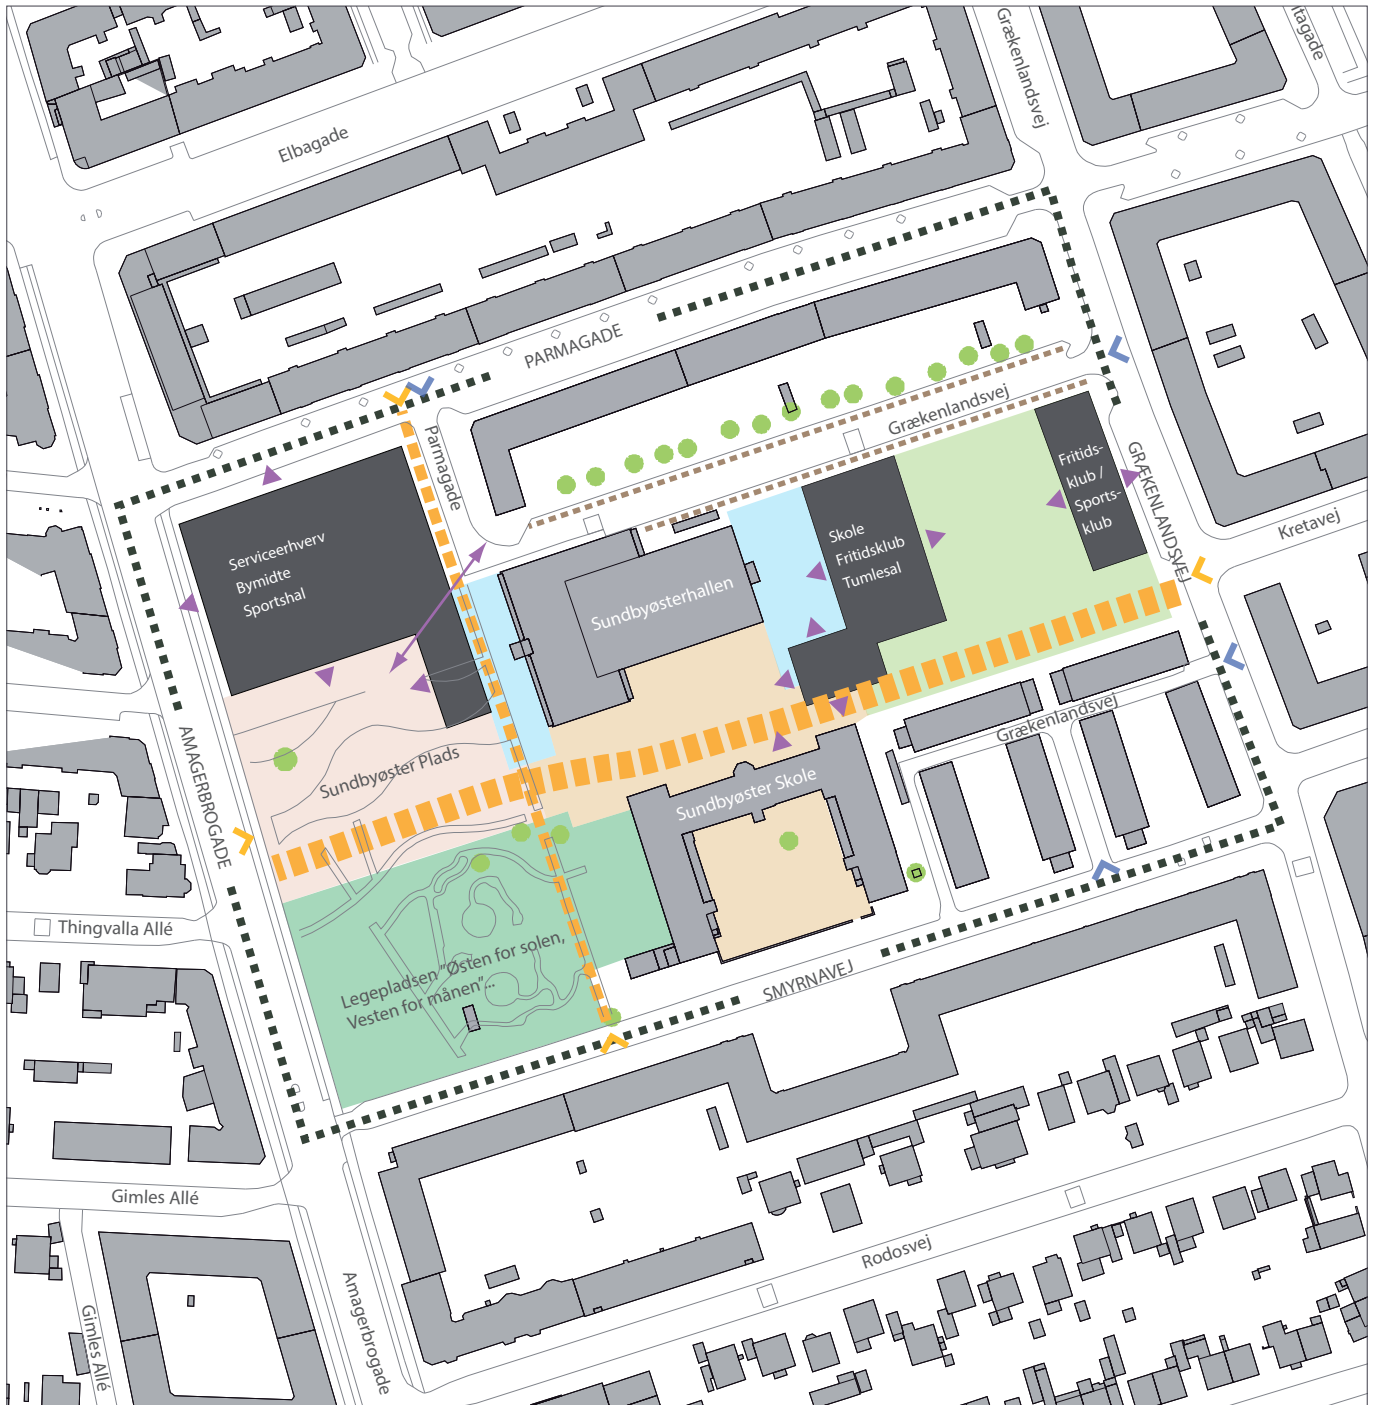 Grækenlandsvej
Elbagade
PARMAGADE
Parmagade
Grækenlandsvej
Fritids-
klub /
Sports-
klub
GRÆKENLANDSVEJ
Kretavej
Serviceerhverv
Bymidte
Sportshal
Skole
Fritidsklub
Tumlesal
Sundbyøsterhallen
AMAGERBROGADE
Sundbyøster Plads
Grækenlandsvej
Sundbyøster Skole
Thingvalla Allé
Legepladsen "Østen for solen,
Vesten for månen"...
SMYRNAVEJ
Gimles Allé
Rodosvej
Gimles Allé
Amagerbrogade